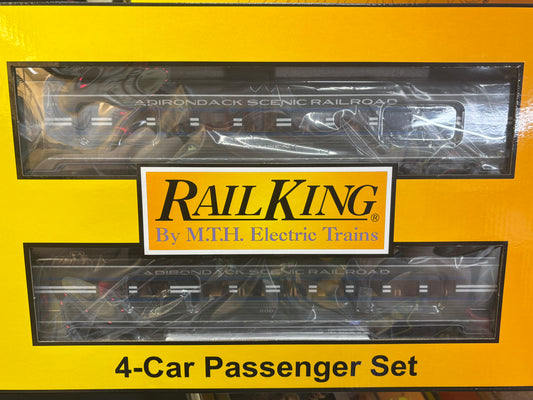 ADIRONDACK SCENIC RAILROAD
RAILKING®
By M.T.H. Electric Trains
ADIRONDACK SCENIC RAILROAD
4-Car Passenger Set